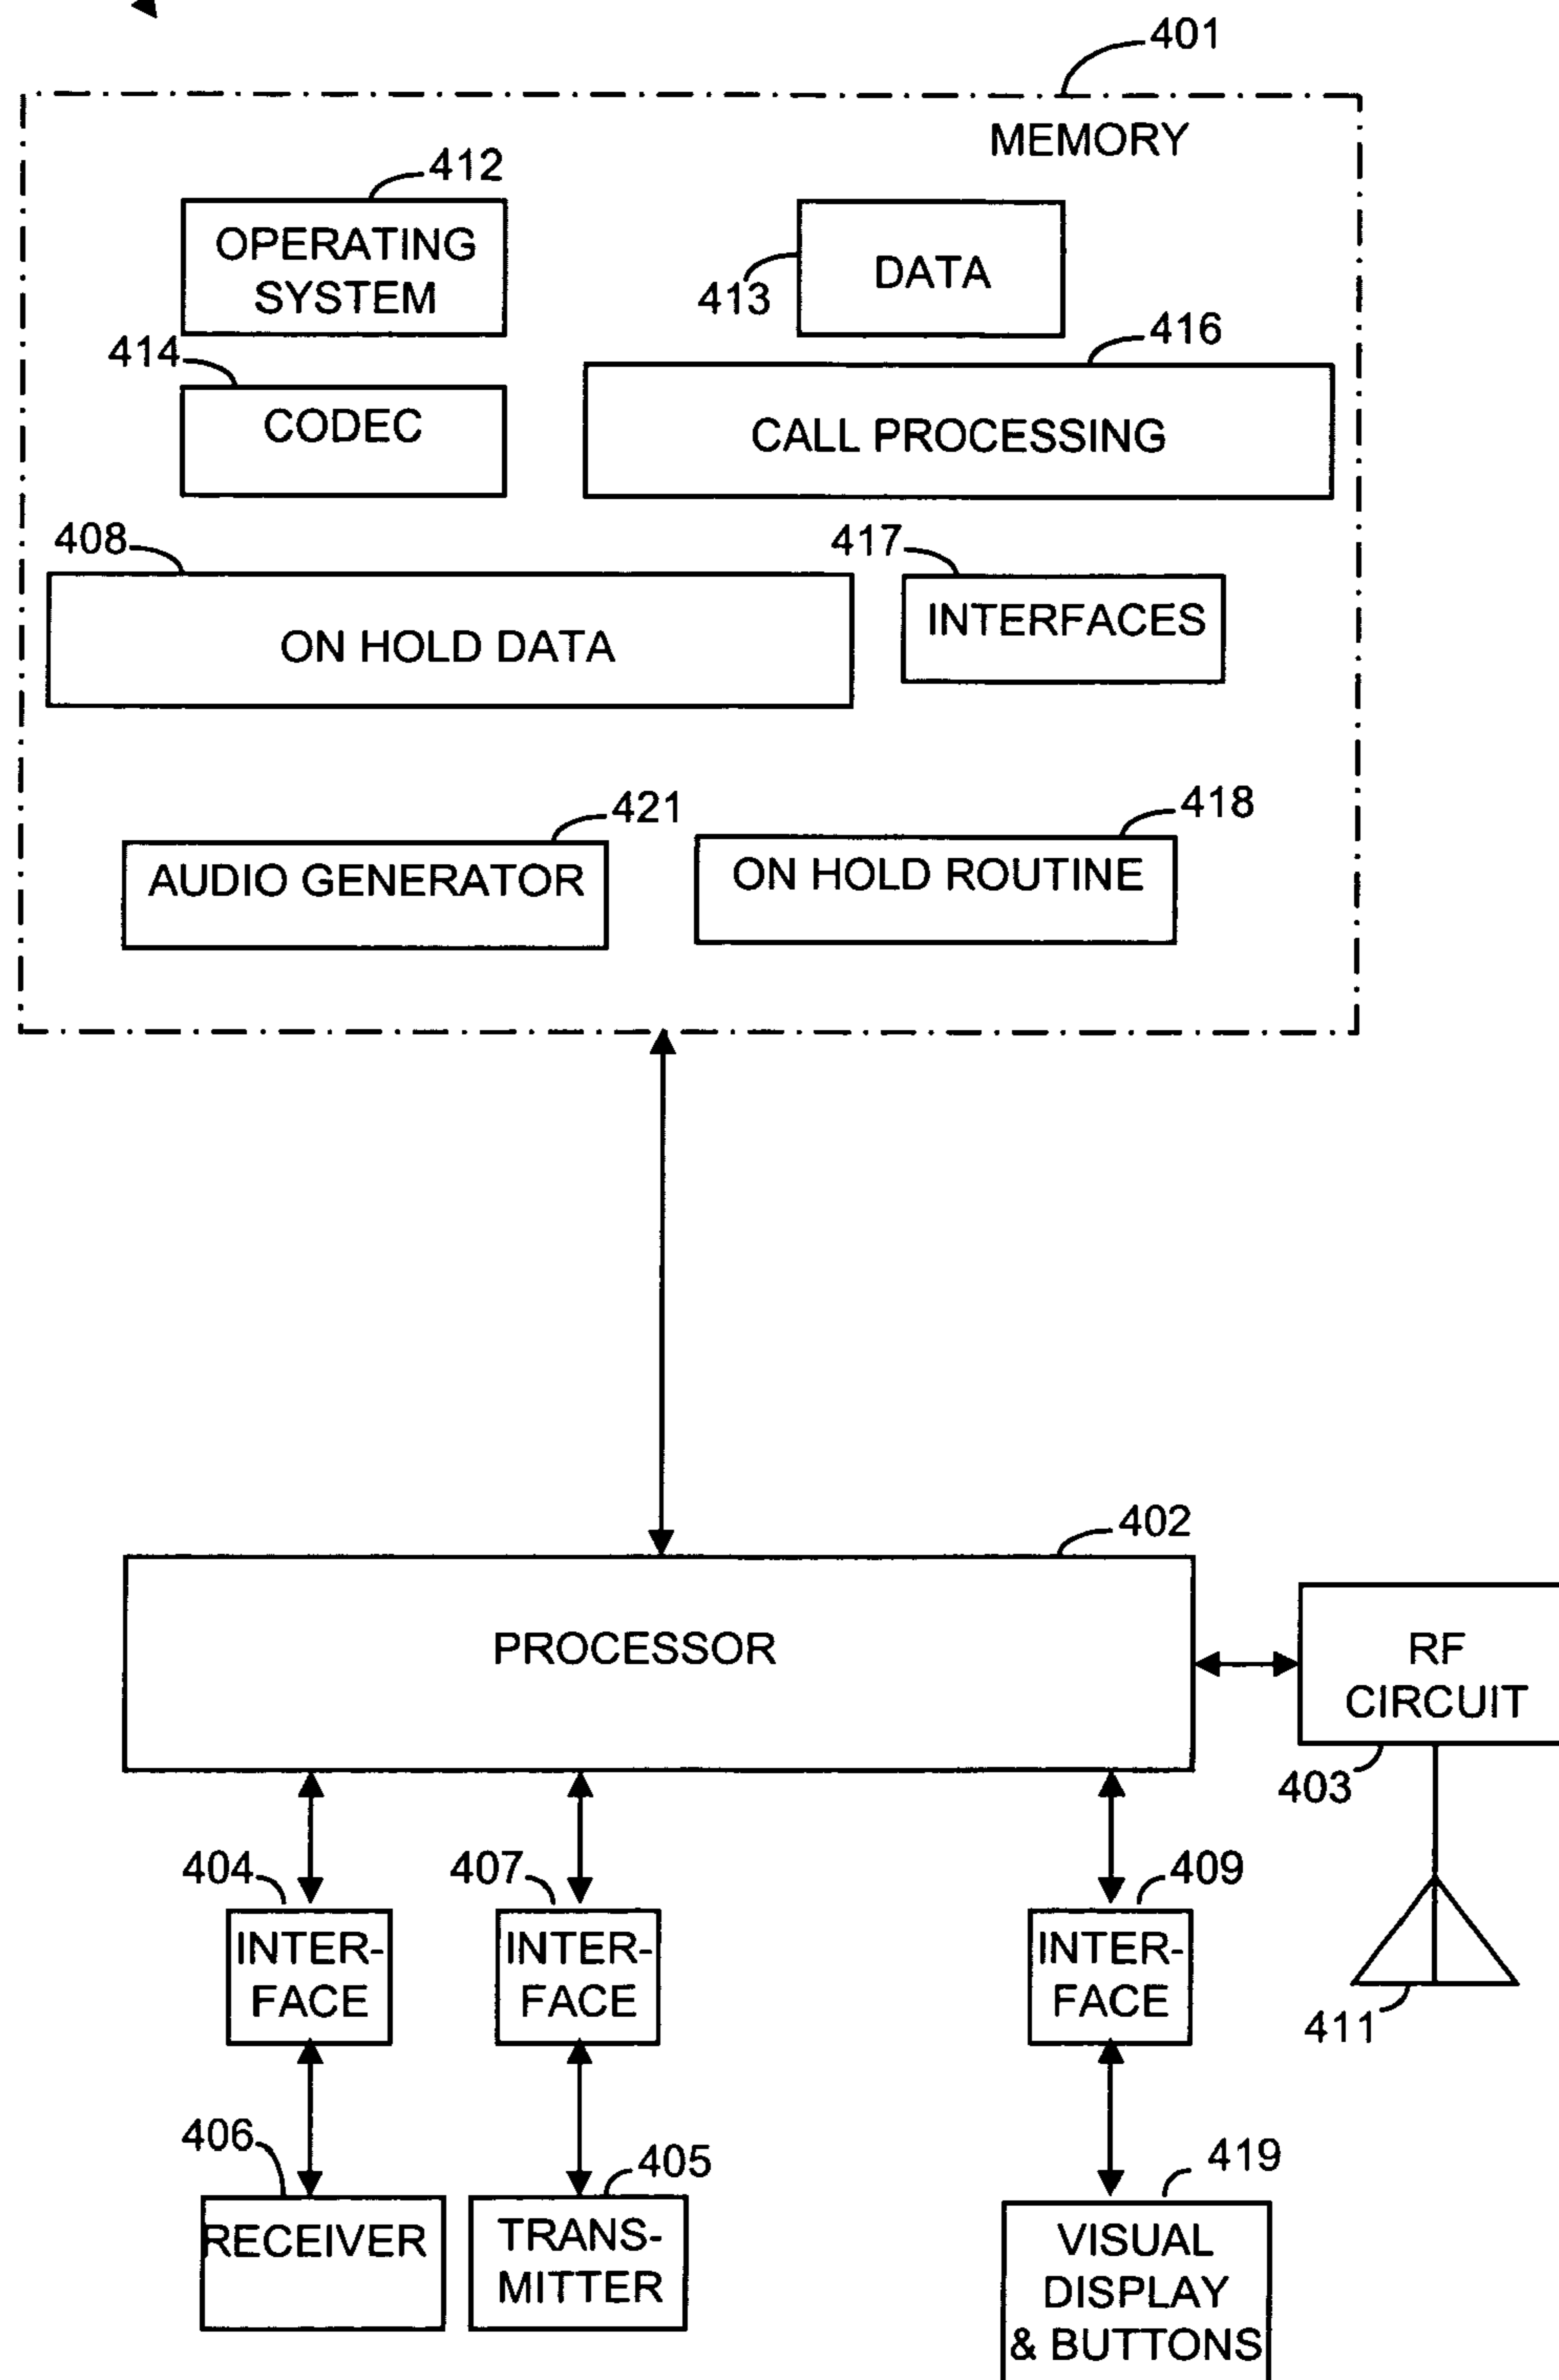 401
MEMORY
412
OPERATING
SYSTEM
413
DATA
414
CODEC
416
CALL PROCESSING
408
ON HOLD DATA
417
INTERFACES
421
AUDIO GENERATOR
418
ON HOLD ROUTINE
402
PROCESSOR
RF
CIRCUIT
403
404
INTER-
FACE
407
INTER-
FACE
409
INTER-
FACE
411
406
RECEIVER
405
TRANS-
MITTER
419
VISUAL
DISPLAY
& BUTTONS